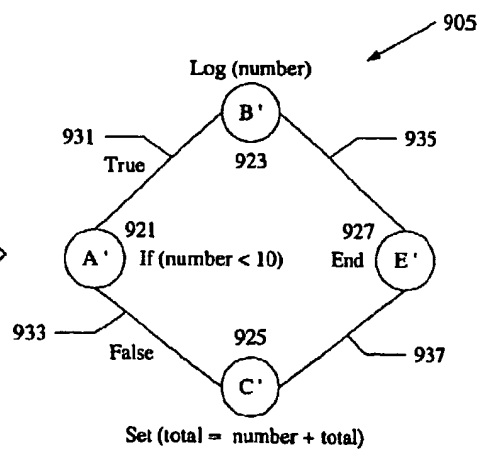 905
Log (number)
B'
931
935
True
923
921
927
A'
If (number < 10)
End
E'
933
925
937
False
C'
Set (total = number + total)